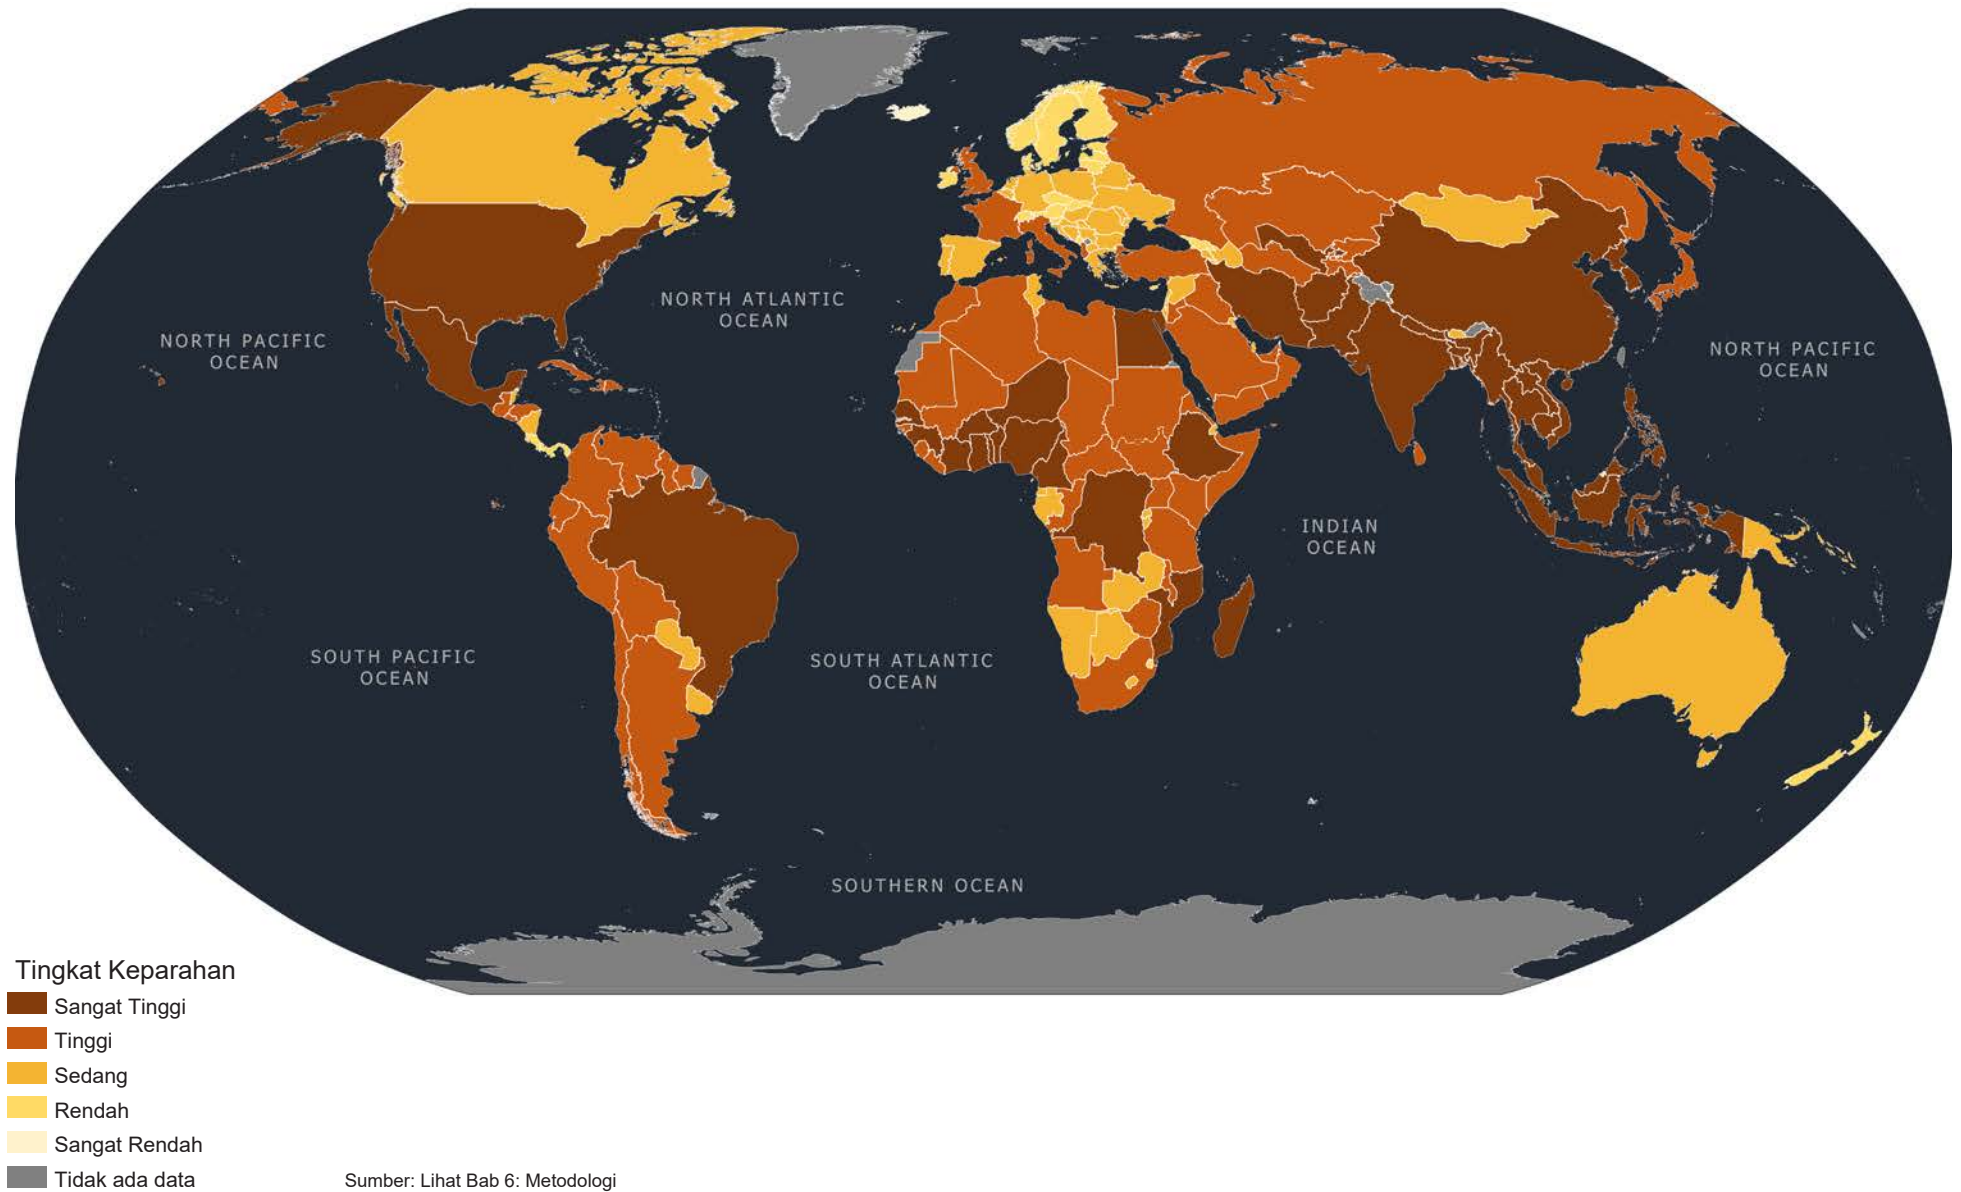 NORTH ATLANTIC
OCEAN
NORTH PACIFIC
OCEAN
NORTH PACIFIC
OCEAN
INDIAN
OCEAN
SOUTH PACIFIC
OCEAN
SOUTH ATLANTIC
OCEAN
SOUTHERN OCEAN
Tingkat Keparahan
Sangat Tinggi
Tinggi
Sedang
Rendah
Sangat Rendah
Tidak ada data
Sumber: Lihat Bab 6: Metodologi